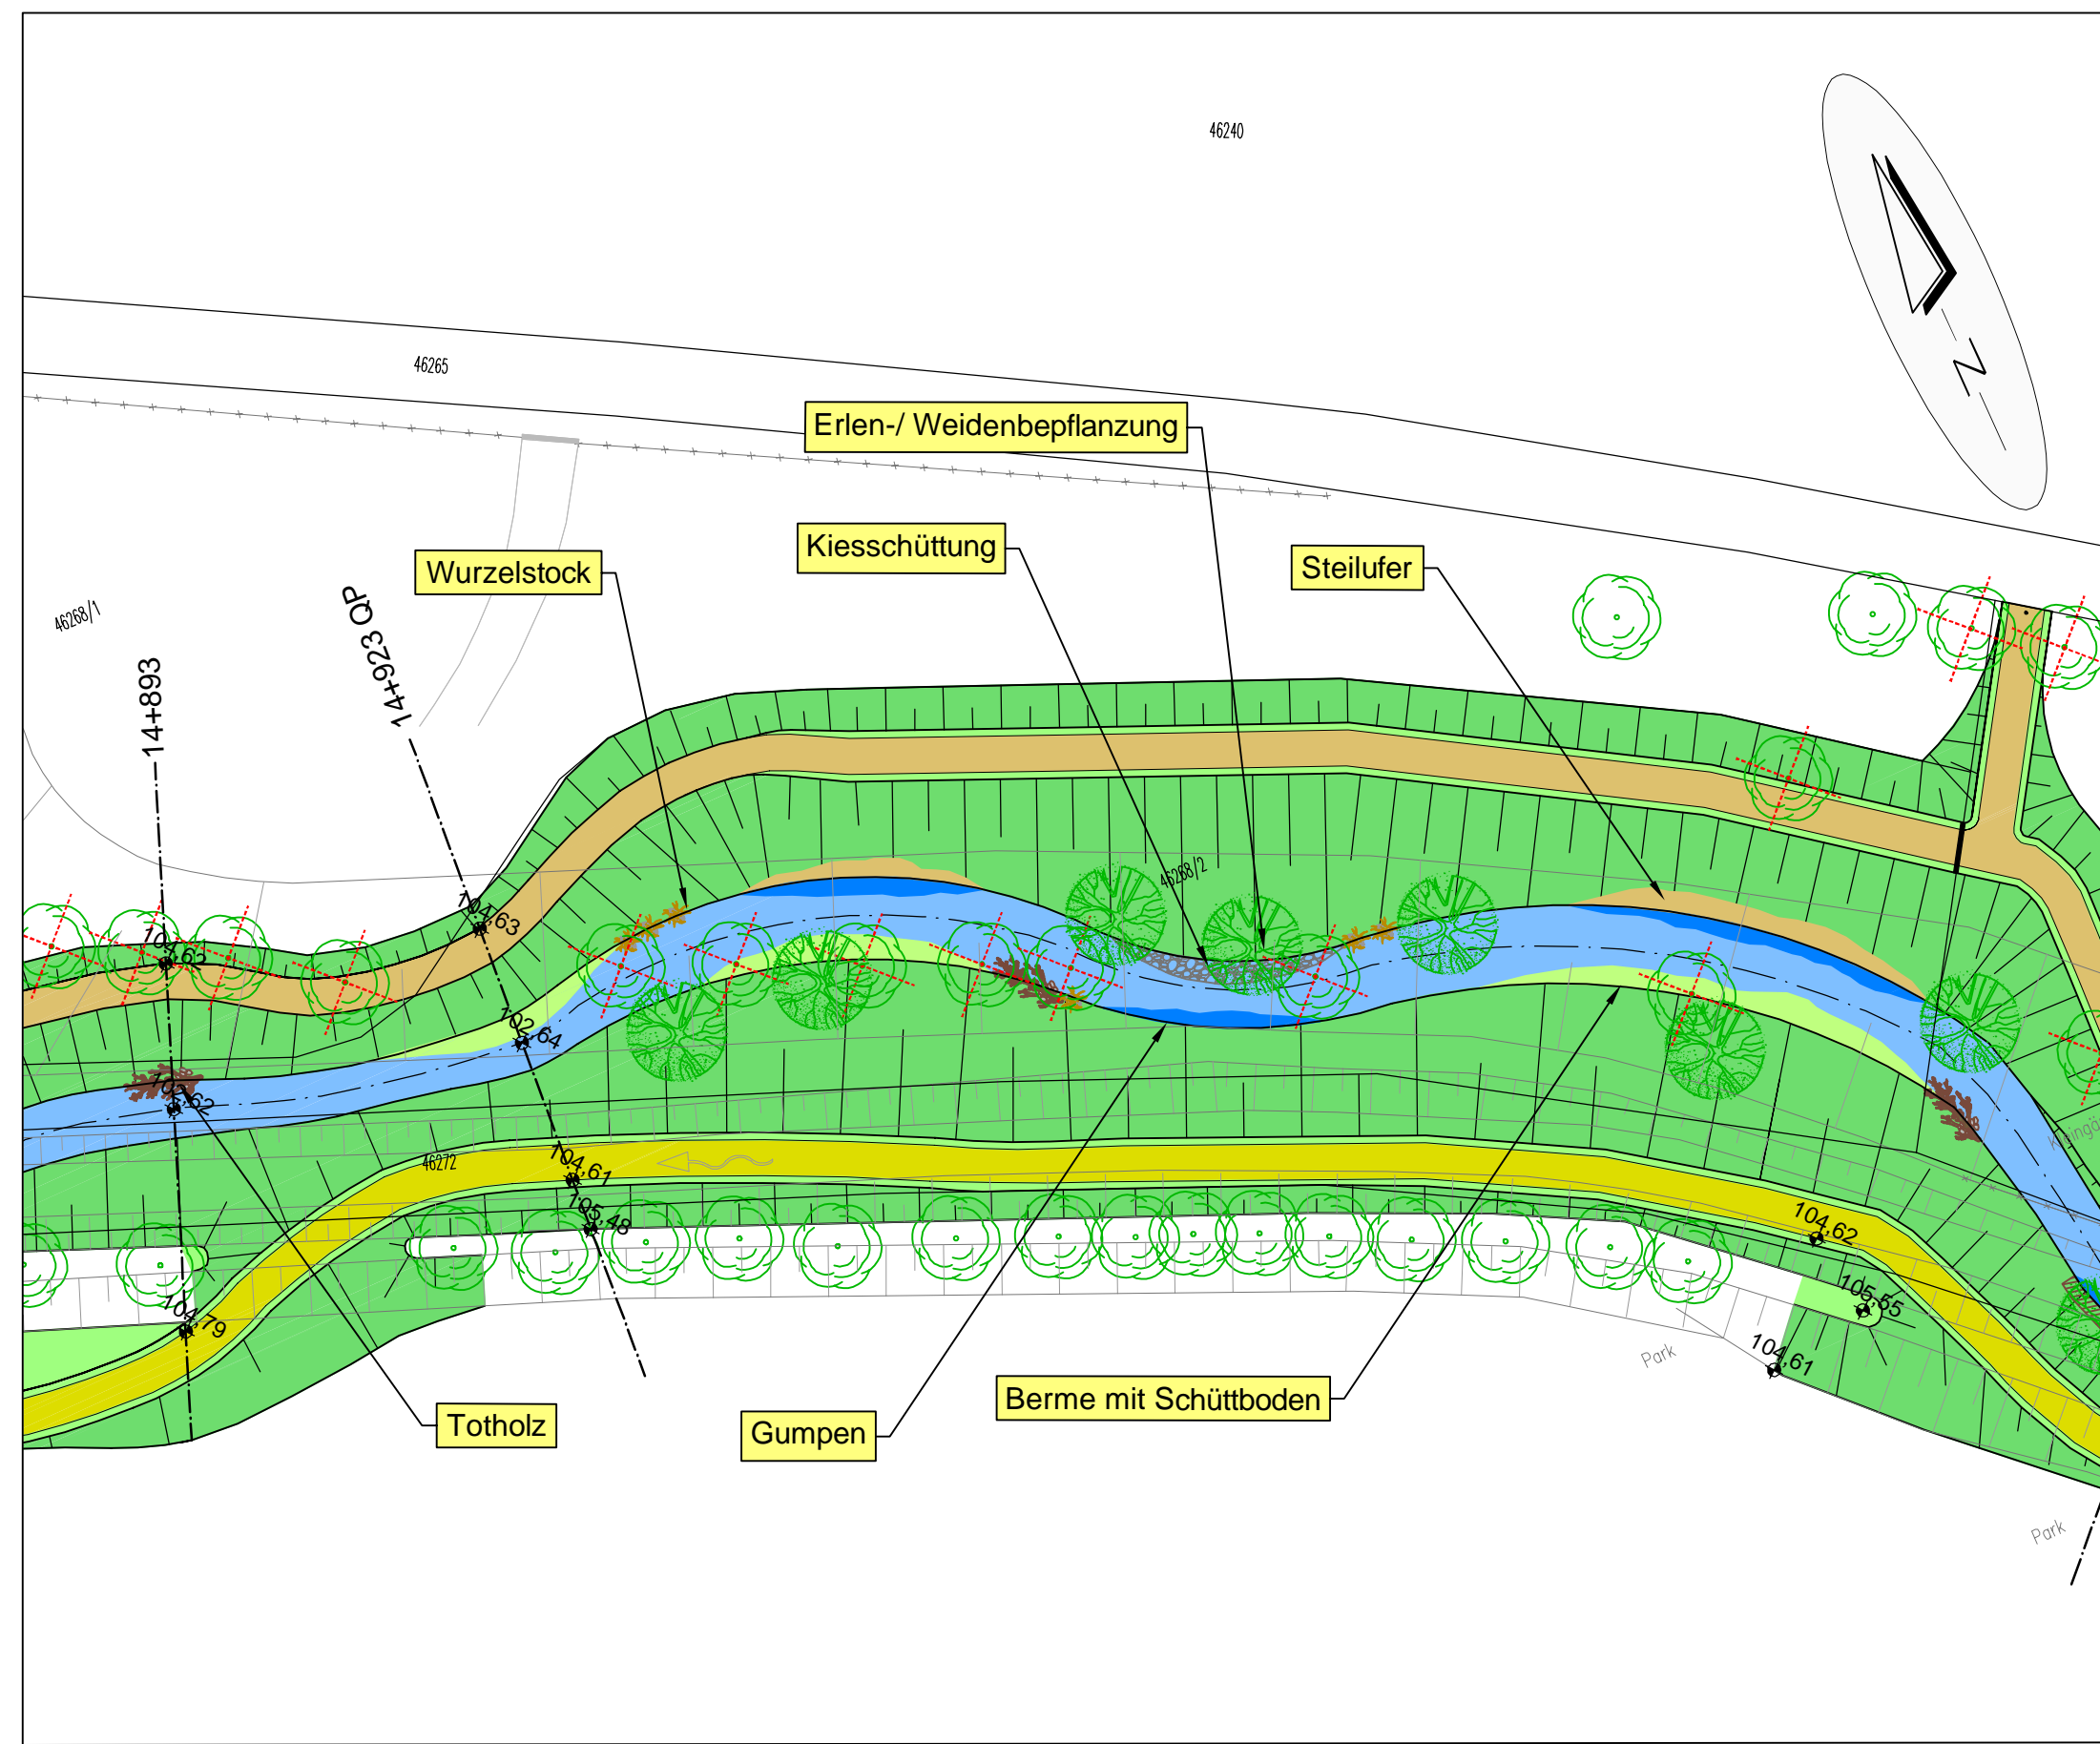 46240
N
46265
Erlen-/ Weidenbepflanzung
Kiesschüttung
Steilufer
Wurzelstock
46268/1
14+923 QP
14+893
46268/2
104,63
104,62
102,64
102,62
46272
104,61
105,48
104,62
105,55
104,79
104,61
Park
Berme mit Schüttboden
Totholz
Gumpen
Park